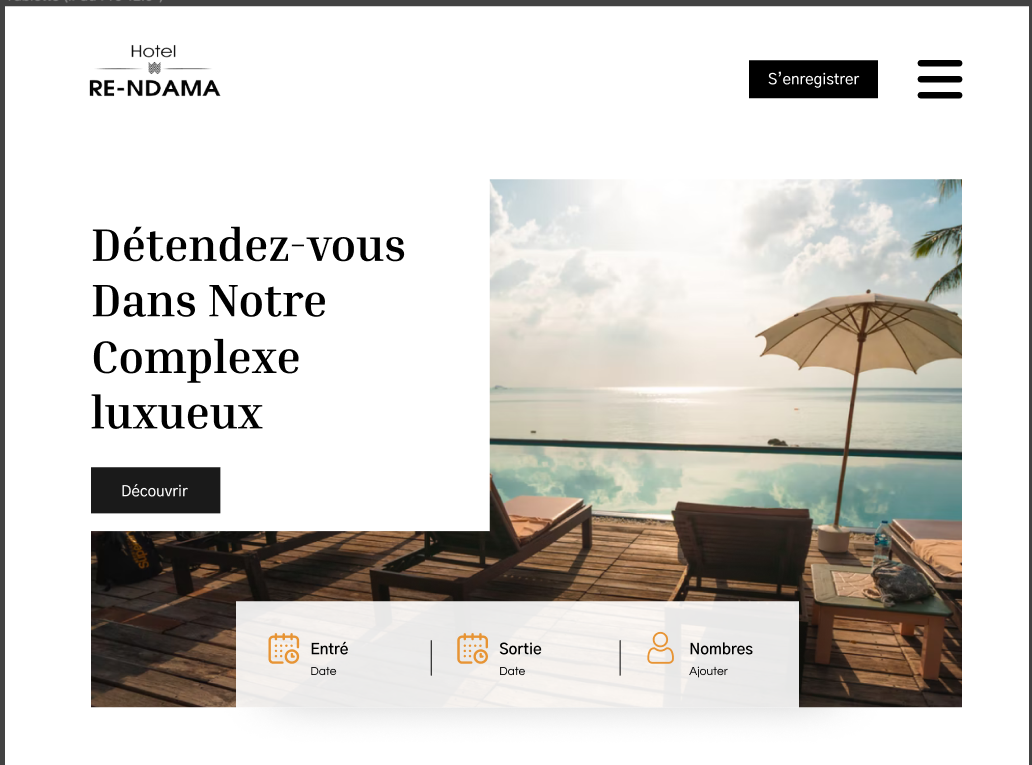 Hotel
RE-NDAMA
S'enregistrer
Détendez-vous
Dans Notre
Complexe
luxueux
Découvrir
Entré
Date
Sortie
Date
Nombres
Ajouter